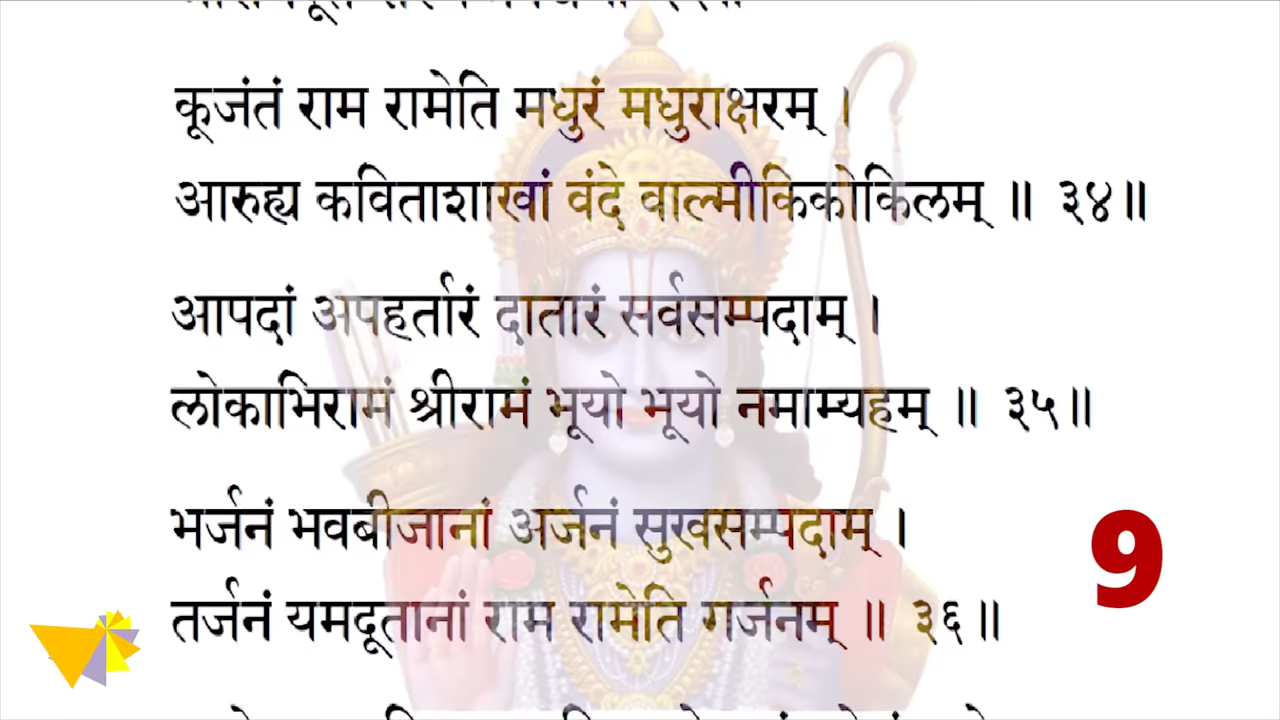 कूजंतं राम रामेति मधुरं मधुराक्षरम् ।
आरुह्य कविताशाखां वंदे वाल्मीकिकोकिलम् ॥ ३४॥
आपदां अपहर्तारं दातारं सर्वसम्पदाम् ।
लोकाभिरामं श्रीरामं भूयो भूयो नमाम्यहम् ॥ ३५॥
भर्जनं भवबीजानां अर्जनं सुखसम्पदाम् ।
तर्जनं यमदूतानां राम रामेति गर्जनम् ॥ ३६॥
9